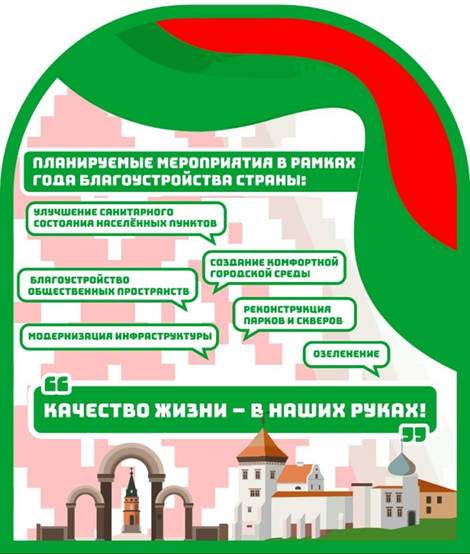 ПЛАНИРУЕМЫЕ МЕРОПРИЯТИЯ В РАМКАХ
ГОДА БЛАГОУСТРОЙСТВА СТРАНЫ:
УЛУЧШЕНИЕ САНИТАРНОГО
СОСТОЯНИЯ НАСЕЛЁННЫХ ПУНКТОВ
СОЗДАНИЕ КОМФОРТНОЙ
ГОРОДСКОЙ СРЕДЫ
БЛАГОУСТРОЙСТВО
ОБЩЕСТВЕННЫХ ПРОСТРАНСТВ
РЕКОНСТРУКЦИЯ
ПАРКОВ И СКВЕРОВ
МОДЕРНИЗАЦИЯ ИНФРАСТРУКТУРЫ
ОЗЕЛЕНЕНИЕ
“КАЧЕСТВО ЖИЗНИ – В НАШИХ РУКАХ!”